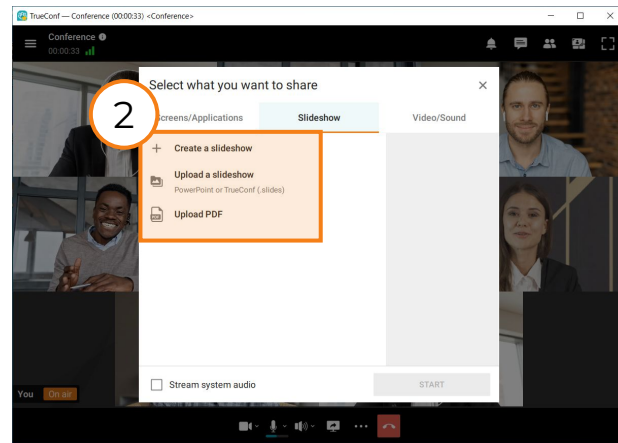 TrueConf — Conference (00:00:33) <Conference>
Conference
00:00:33
Select what you want to share
2
Screens/Applications Slideshow Video/Sound
Create a slideshow
Upload a slideshow
PowerPoint or TrueConf (.slides)
PDF Upload PDF
Stream system audio START
You On air